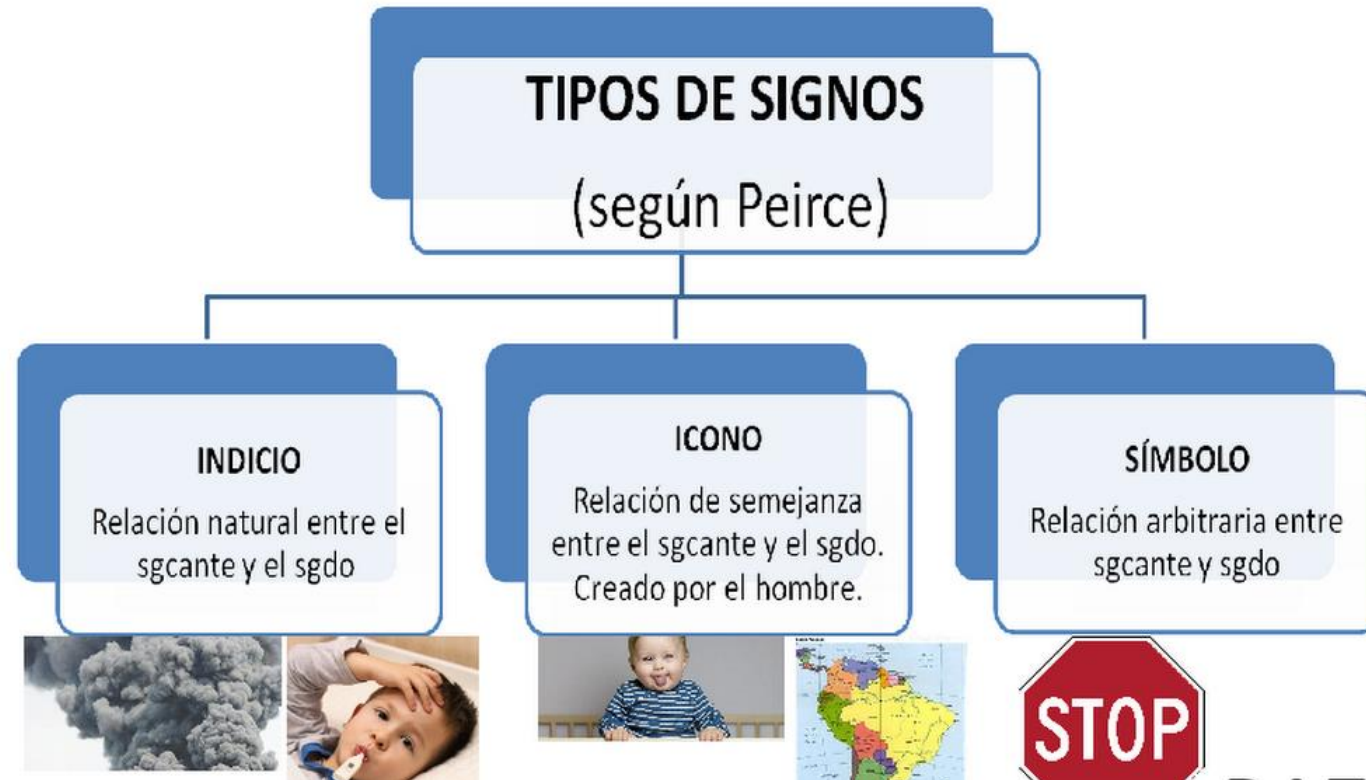 TIPOS DE SIGNOS
(según Peirce)
INDICIO
Relación natural entre el
sgcante y el sgdo
ICONO
Relación de semejanza
entre el sgcante y el sgdo.
Creado por el hombre.
SÍMBOLO
Relación arbitraria entre
sgcante y sgdo
STOP